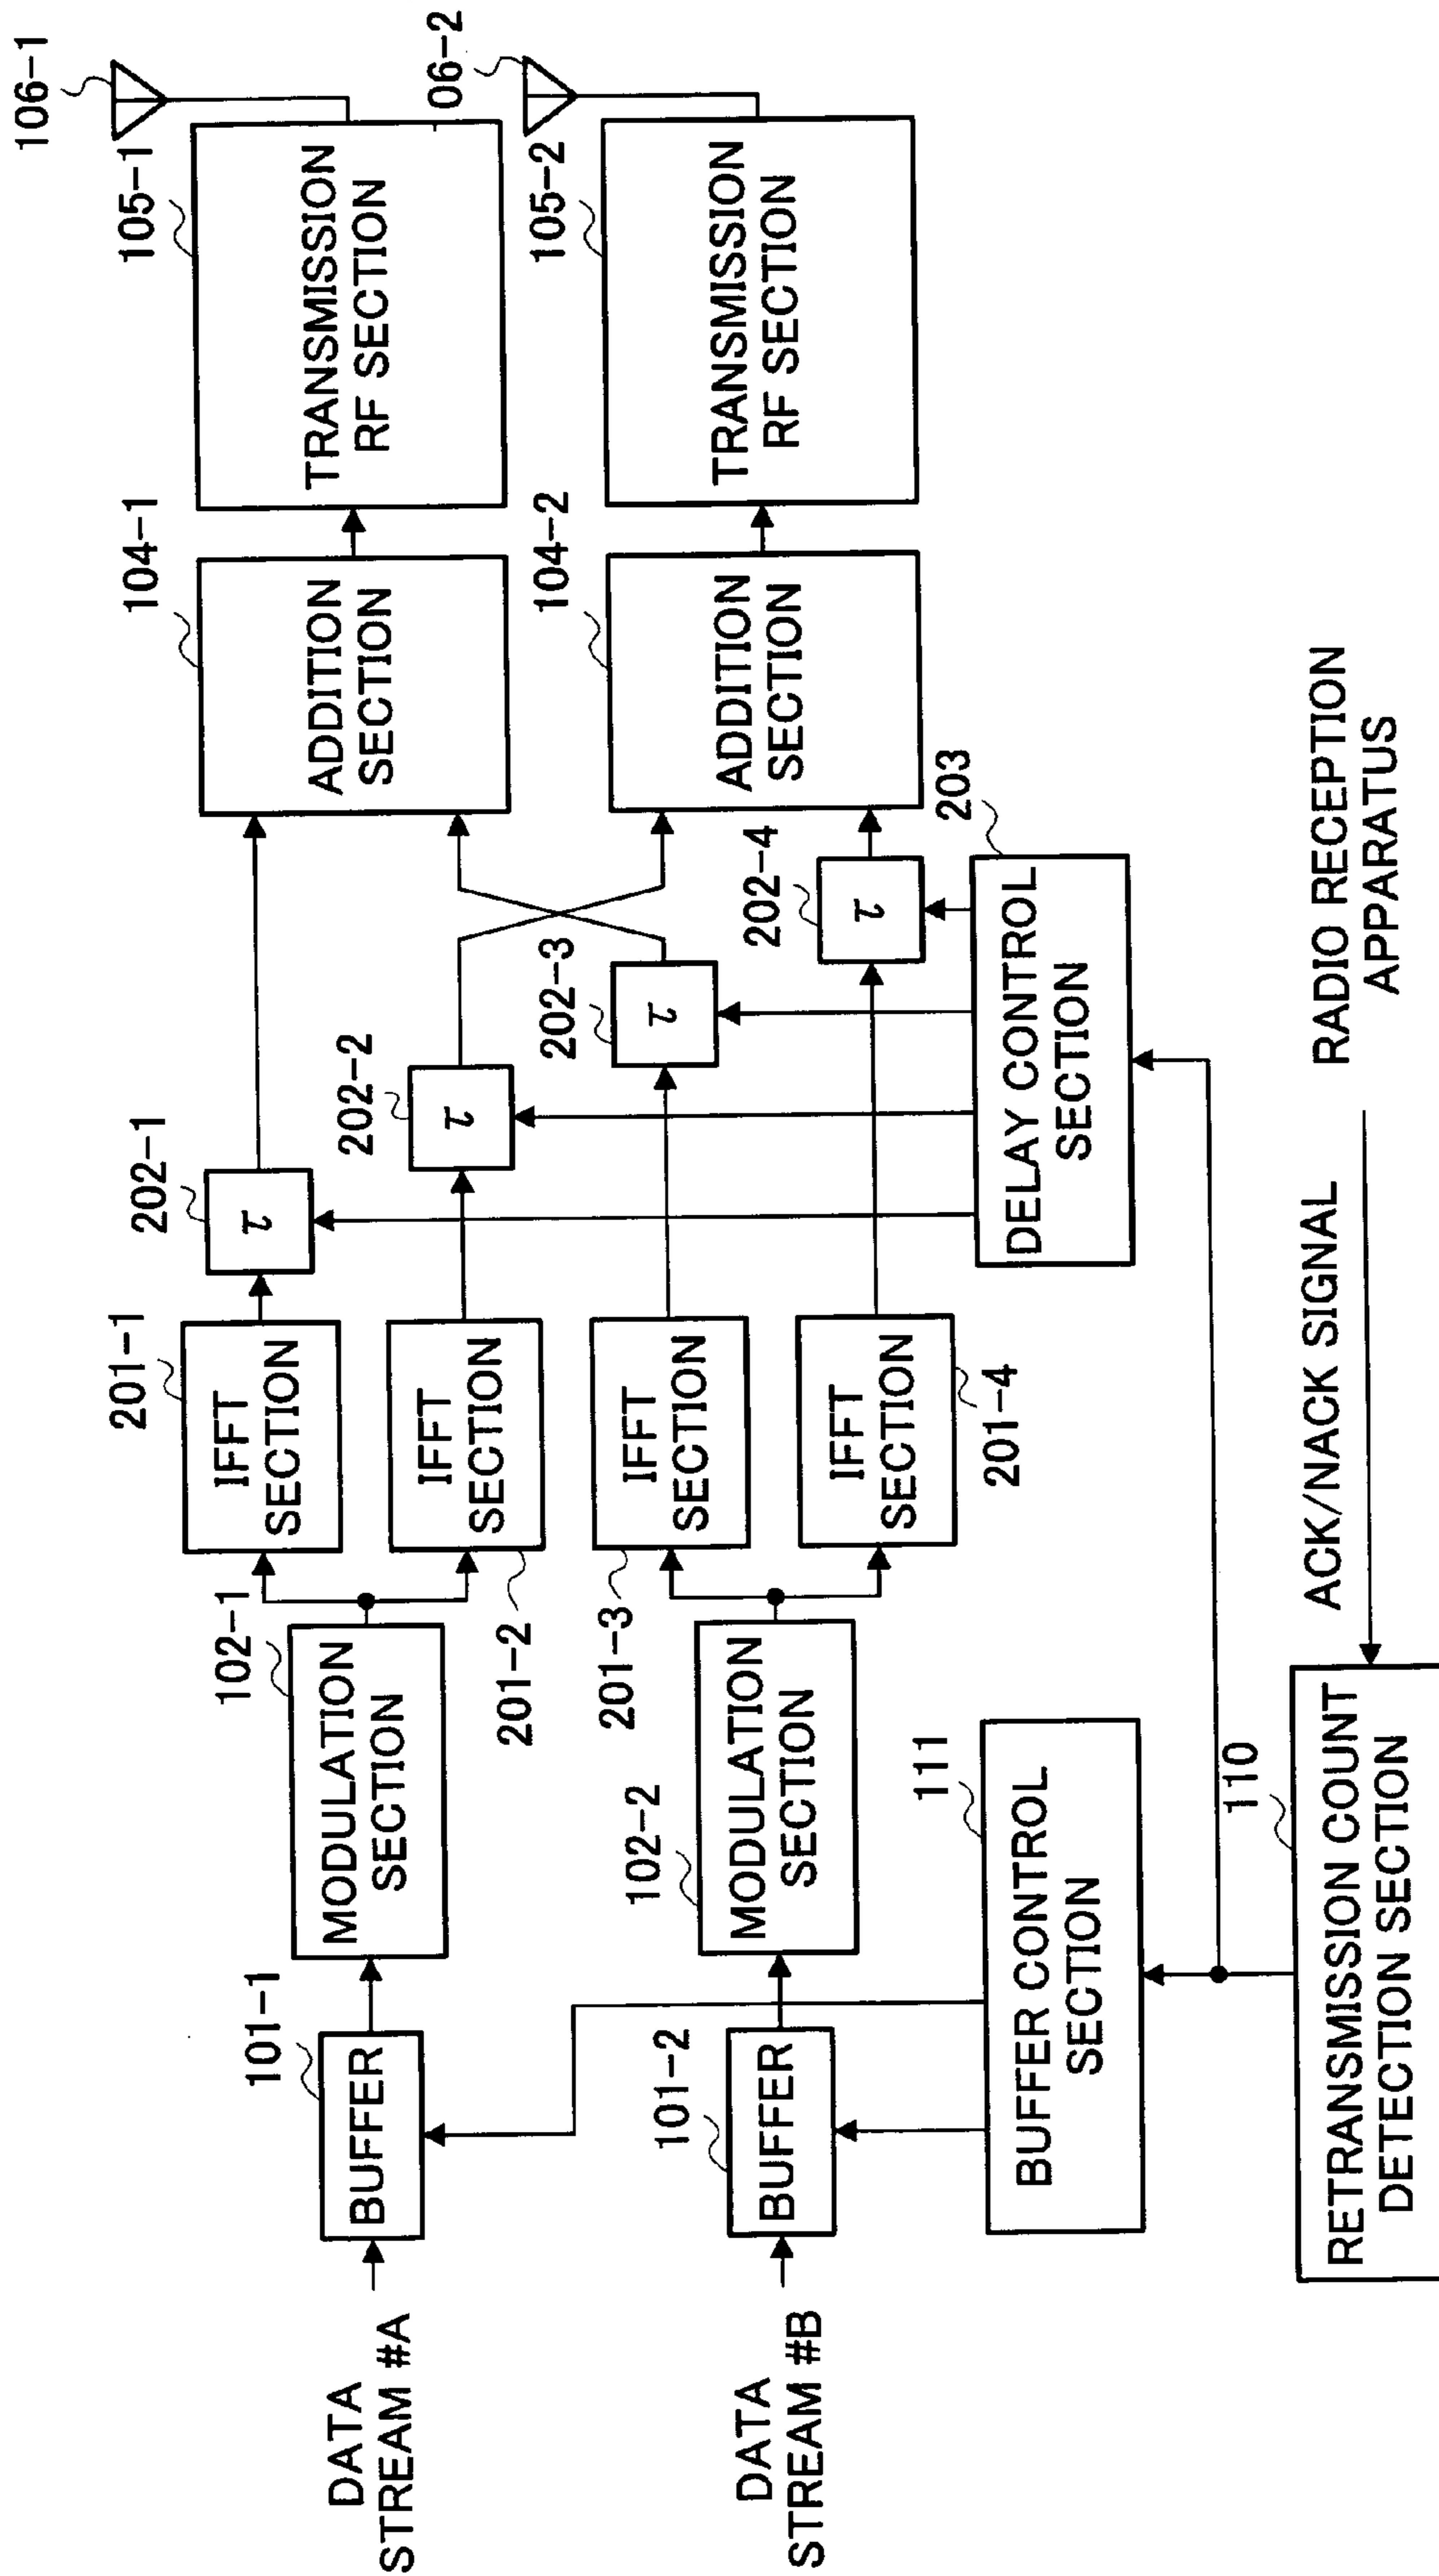 DATA
STREAM #A
101-1
BUFFER
102-1
MODULATION
SECTION
201-1
IFFT
SECTION
201-2
IFFT
SECTION
202-1
τ
202-2
τ
104-1
ADDITION
SECTION
105-1
TRANSMISSION
RF SECTION
106-1
DATA
STREAM #B
101-2
BUFFER
102-2
MODULATION
SECTION
201-3
IFFT
SECTION
201-4
IFFT
SECTION
202-3
τ
202-4
τ
104-2
ADDITION
SECTION
105-2
TRANSMISSION
RF SECTION
06-2
111
BUFFER CONTROL
SECTION
203
DELAY CONTROL
SECTION
110
RETRANSMISSION COUNT
DETECTION SECTION
ACK/NACK SIGNAL
RADIO RECEPTION
APPARATUS